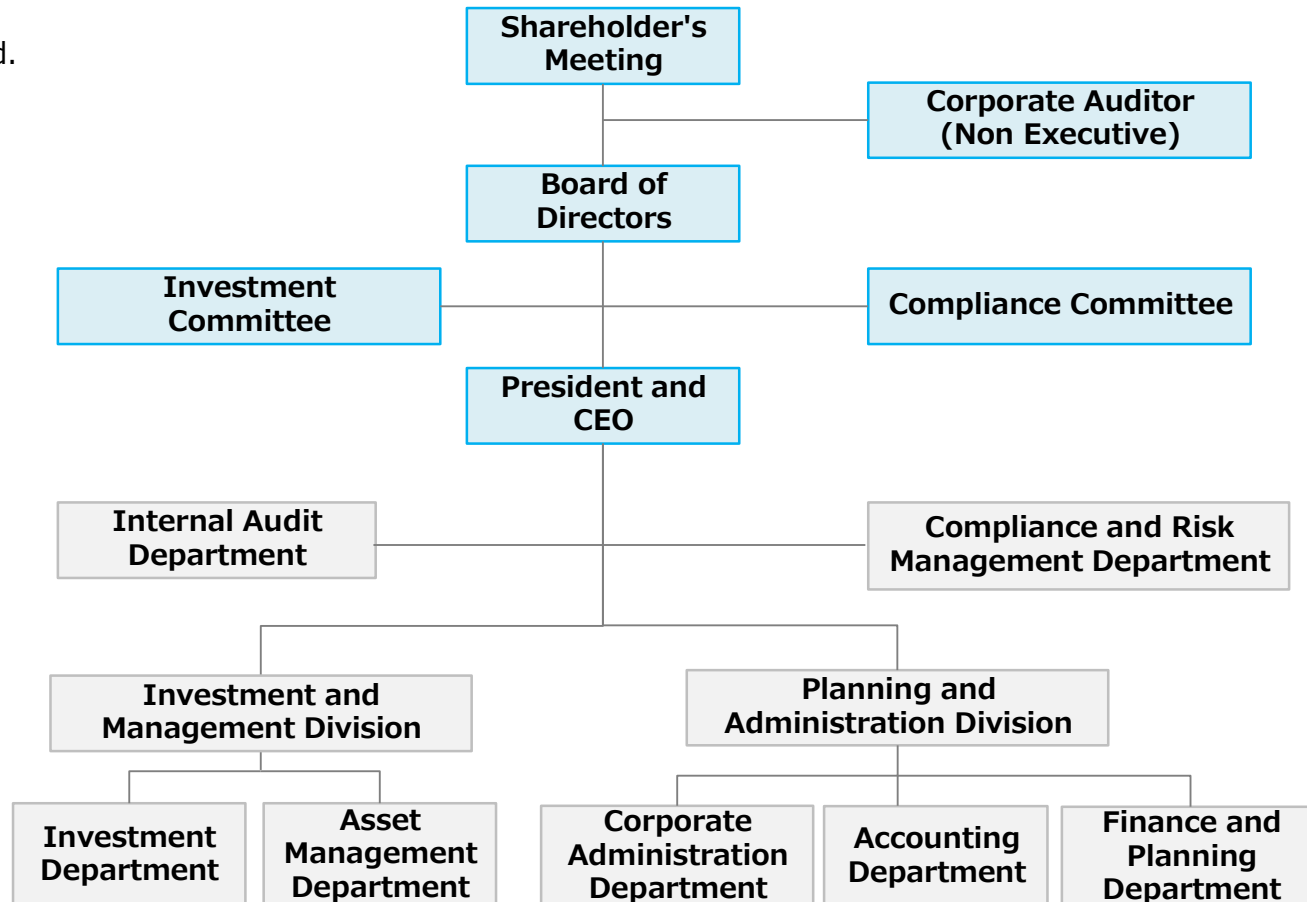 d.
Shareholder's
Meeting
Corporate Auditor
(Non Executive)
Board of
Directors
Investment
Committee
Compliance Committee
President and
CEO
Internal Audit
Department
Compliance and Risk
Management Department
Investment and
Management Division
Planning and
Administration Division
Investment
Department
Asset
Management
Department
Corporate
Administration
Department
Accounting
Department
Finance and
Planning
Department